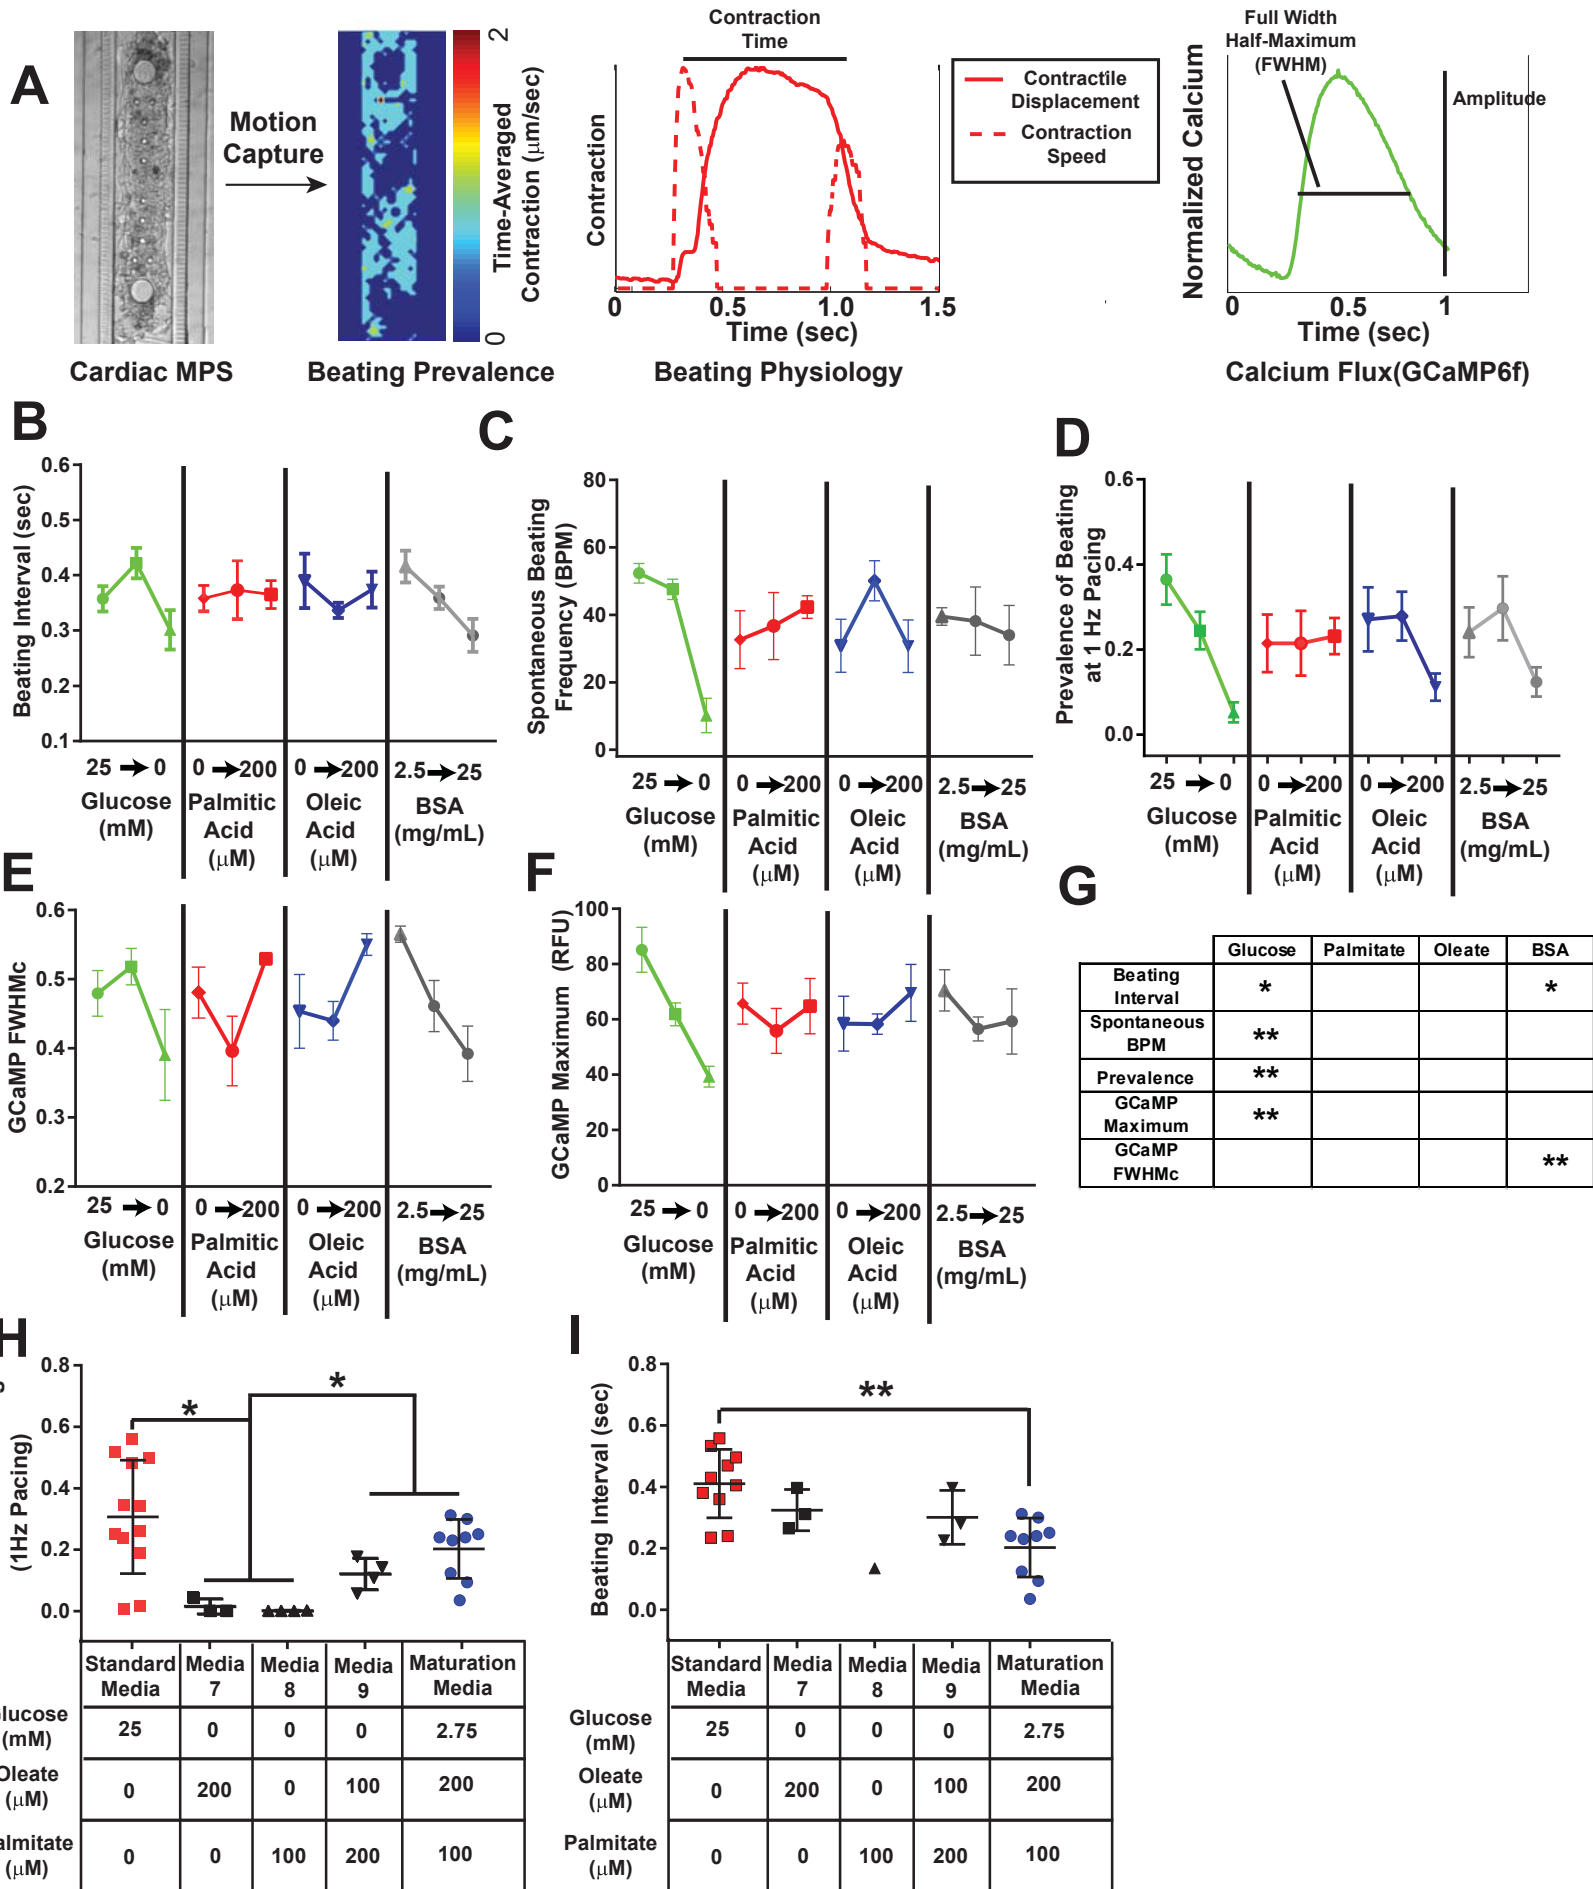 A
Motion
Capture
2
0
Time-Averaged
Contraction (μm/sec)
Contraction
Time
Contraction
0
0.5
1.0
1.5
Time (sec)
Contractile
Displacement
Contraction
Speed
Full Width
Half-Maximum
(FWHM)
Amplitude
Normalized Calcium
0
0.5
1
Time (sec)
Cardiac MPS
Beating Prevalence
Beating Physiology
Calcium Flux(GCaMP6f)
B
Beating Interval (sec)
0.6
0.5
0.4
0.3
0.2
0.1
25 → 0
Glucose
(mM)
0 → 200
Palmitic
Acid
(μM)
0 → 200
Oleic
Acid
(μM)
2.5 → 25
BSA
(mg/mL)
C
Spontaneous Beating
Frequency (BPM)
80
60
40
20
0
25 → 0
Glucose
(mM)
0 → 200
Palmitic
Acid
(μM)
0 → 200
Oleic
Acid
(μM)
2.5 → 25
BSA
(mg/mL)
D
Prevalence of Beating
at 1 Hz Pacing
0.6
0.4
0.2
0.0
25 → 0
Glucose
(mM)
0 → 200
Palmitic
Acid
(μM)
0 → 200
Oleic
Acid
(μM)
2.5 → 25
BSA
(mg/mL)
E
GCaMP FWHMc
0.6
0.5
0.4
0.3
0.2
25 → 0
Glucose
(mM)
0 → 200
Palmitic
Acid
(μM)
0 → 200
Oleic
Acid
(μM)
2.5 → 25
BSA
(mg/mL)
F
GCaMP Maximum (RFU)
100
80
60
40
20
0
25 → 0
Glucose
(mM)
0 → 200
Palmitic
Acid
(μM)
0 → 200
Oleic
Acid
(μM)
2.5 → 25
BSA
(mg/mL)
G
Glucose Palmitate Oleate BSA
Beating
Interval * *
Spontaneous
BPM **
Prevalence **
GCaMP
Maximum **
GCaMP
FWHMc **
H
(1Hz Pacing)
0.8
0.6
0.4
0.2
0.0
*
*
Standard
Media
Media
7
Media
8
Media
9
Maturation
Media
lucose
(mM)
25 0 0 0 2.75
Oleate
(μM)
0 200 0 100 200
almitate
(μM)
0 0 100 200 100
I
Beating Interval (sec)
0.8
0.6
0.4
0.2
0.0
**
Standard
Media
Media
7
Media
8
Media
9
Maturation
Media
Glucose
(mM)
25 0 0 0 2.75
Oleate
(μM)
0 200 0 100 200
Palmitate
(μM)
0 0 100 200 100